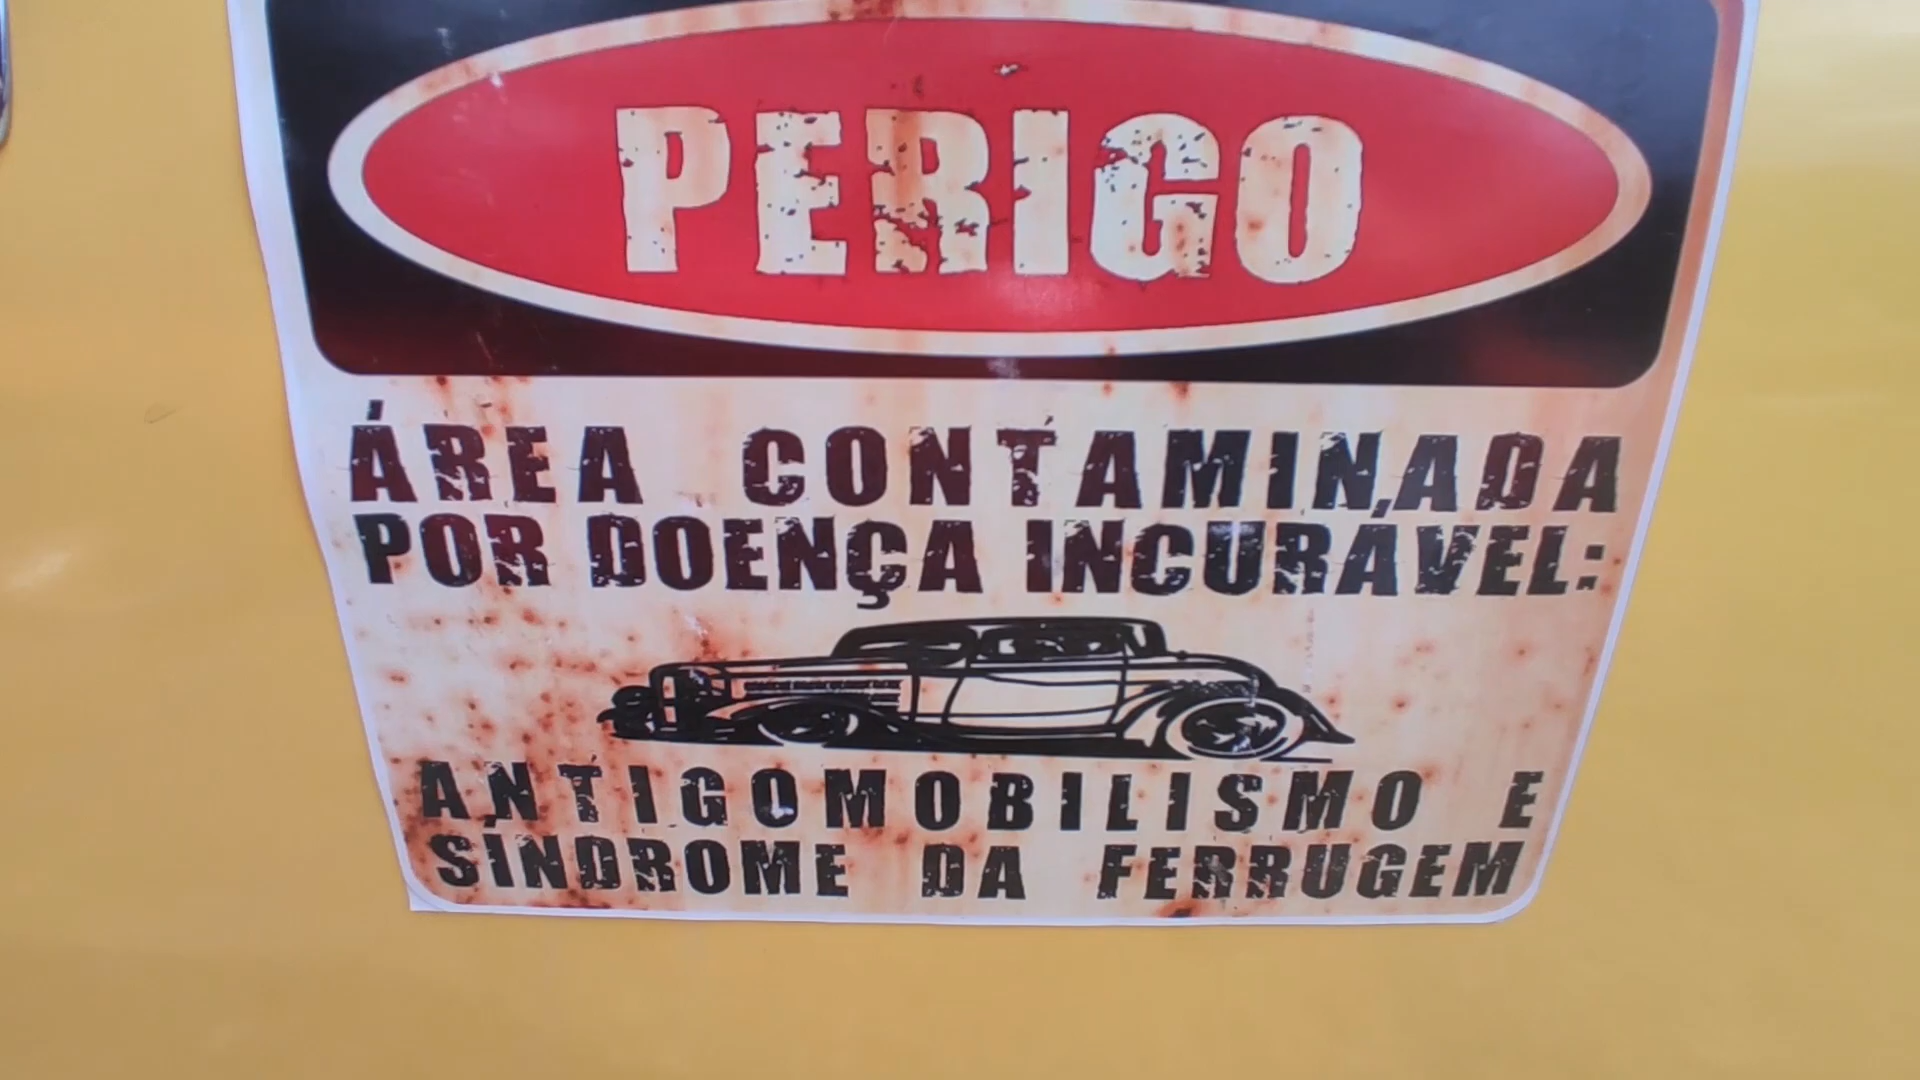 PERIGO
ÁREA CONTAMINADA
POR DOENÇA INCURÁVEL:
ANTIGOMOBILISMO E
SÍNDROME DA FERRUGEM